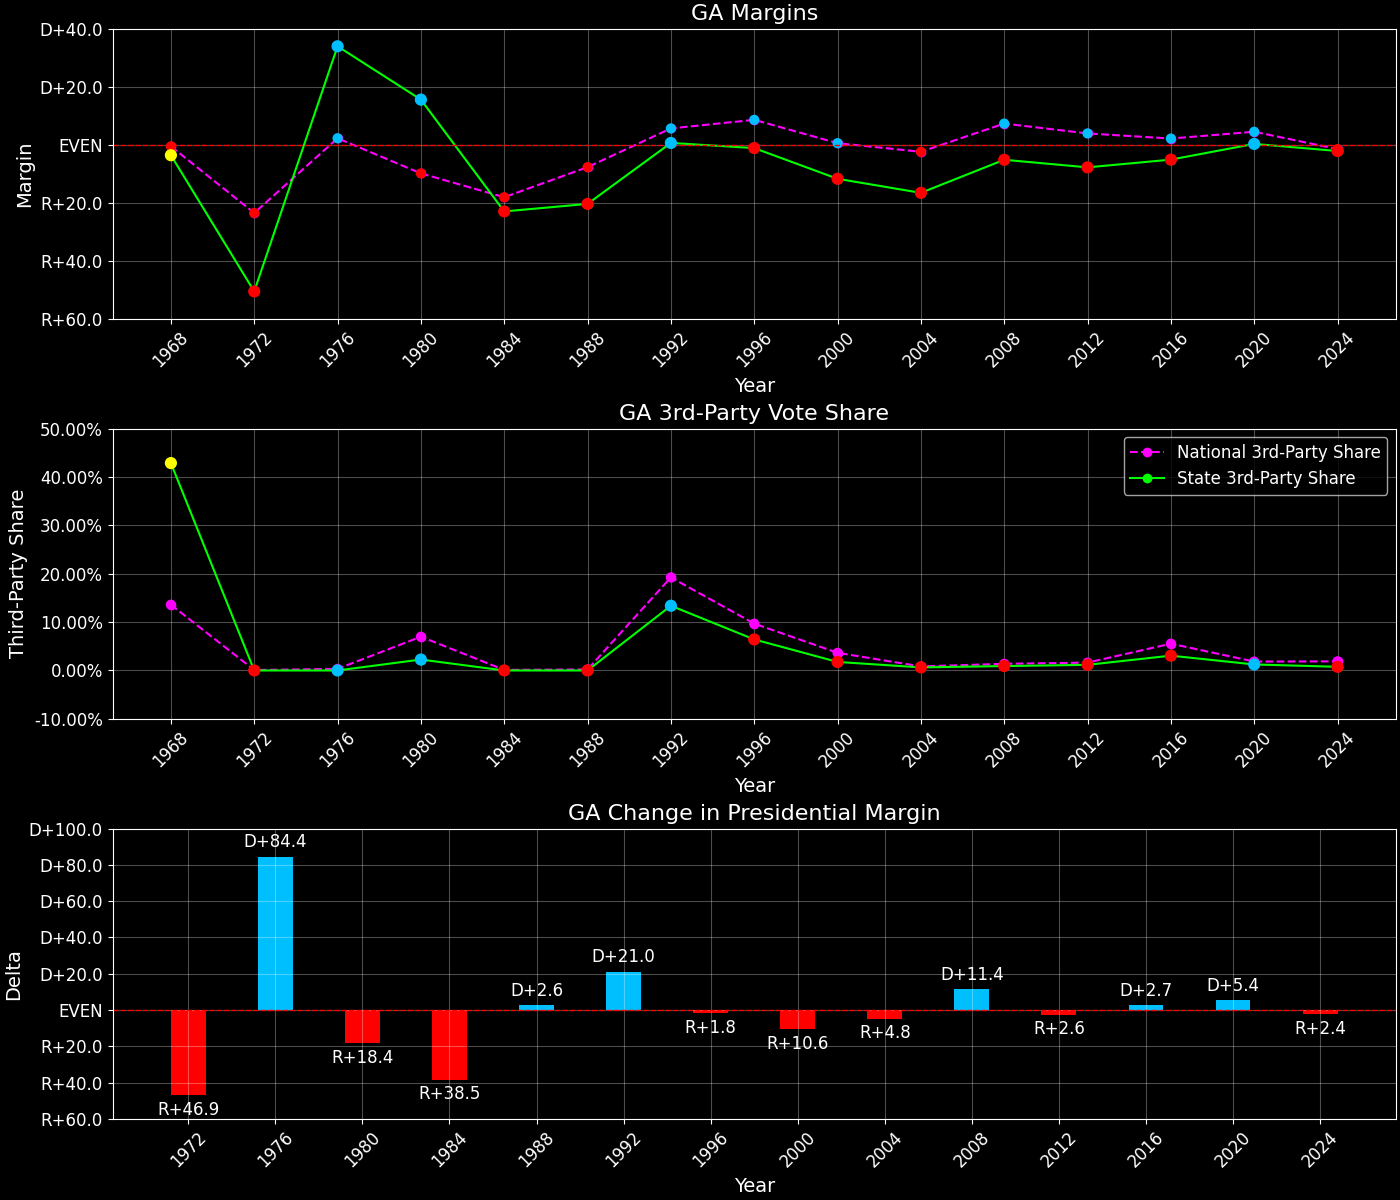 GA Margins
D+40.0
D+20.0
EVEN
R+20.0
R+40.0
R+60.0
Margin
1968 1972 1976 1980 1984 1988 1992 1996 2000 2004 2008 2012 2016 2020 2024
Year
GA 3rd-Party Vote Share
50.00%
40.00%
30.00%
20.00%
10.00%
0.00%
-10.00%
Third-Party Share
National 3rd-Party Share
State 3rd-Party Share
1968 1972 1976 1980 1984 1988 1992 1996 2000 2004 2008 2012 2016 2020 2024
Year
GA Change in Presidential Margin
D+100.0
D+80.0
D+60.0
D+40.0
D+20.0
EVEN
R+20.0
R+40.0
R+60.0
Delta
R+46.9
D+84.4
R+18.4
R+38.5
D+2.6
D+21.0
R+1.8
R+10.6
R+4.8
D+11.4
R+2.6
D+2.7
D+5.4
R+2.4
1972 1976 1980 1984 1988 1992 1996 2000 2004 2008 2012 2016 2020 2024
Year